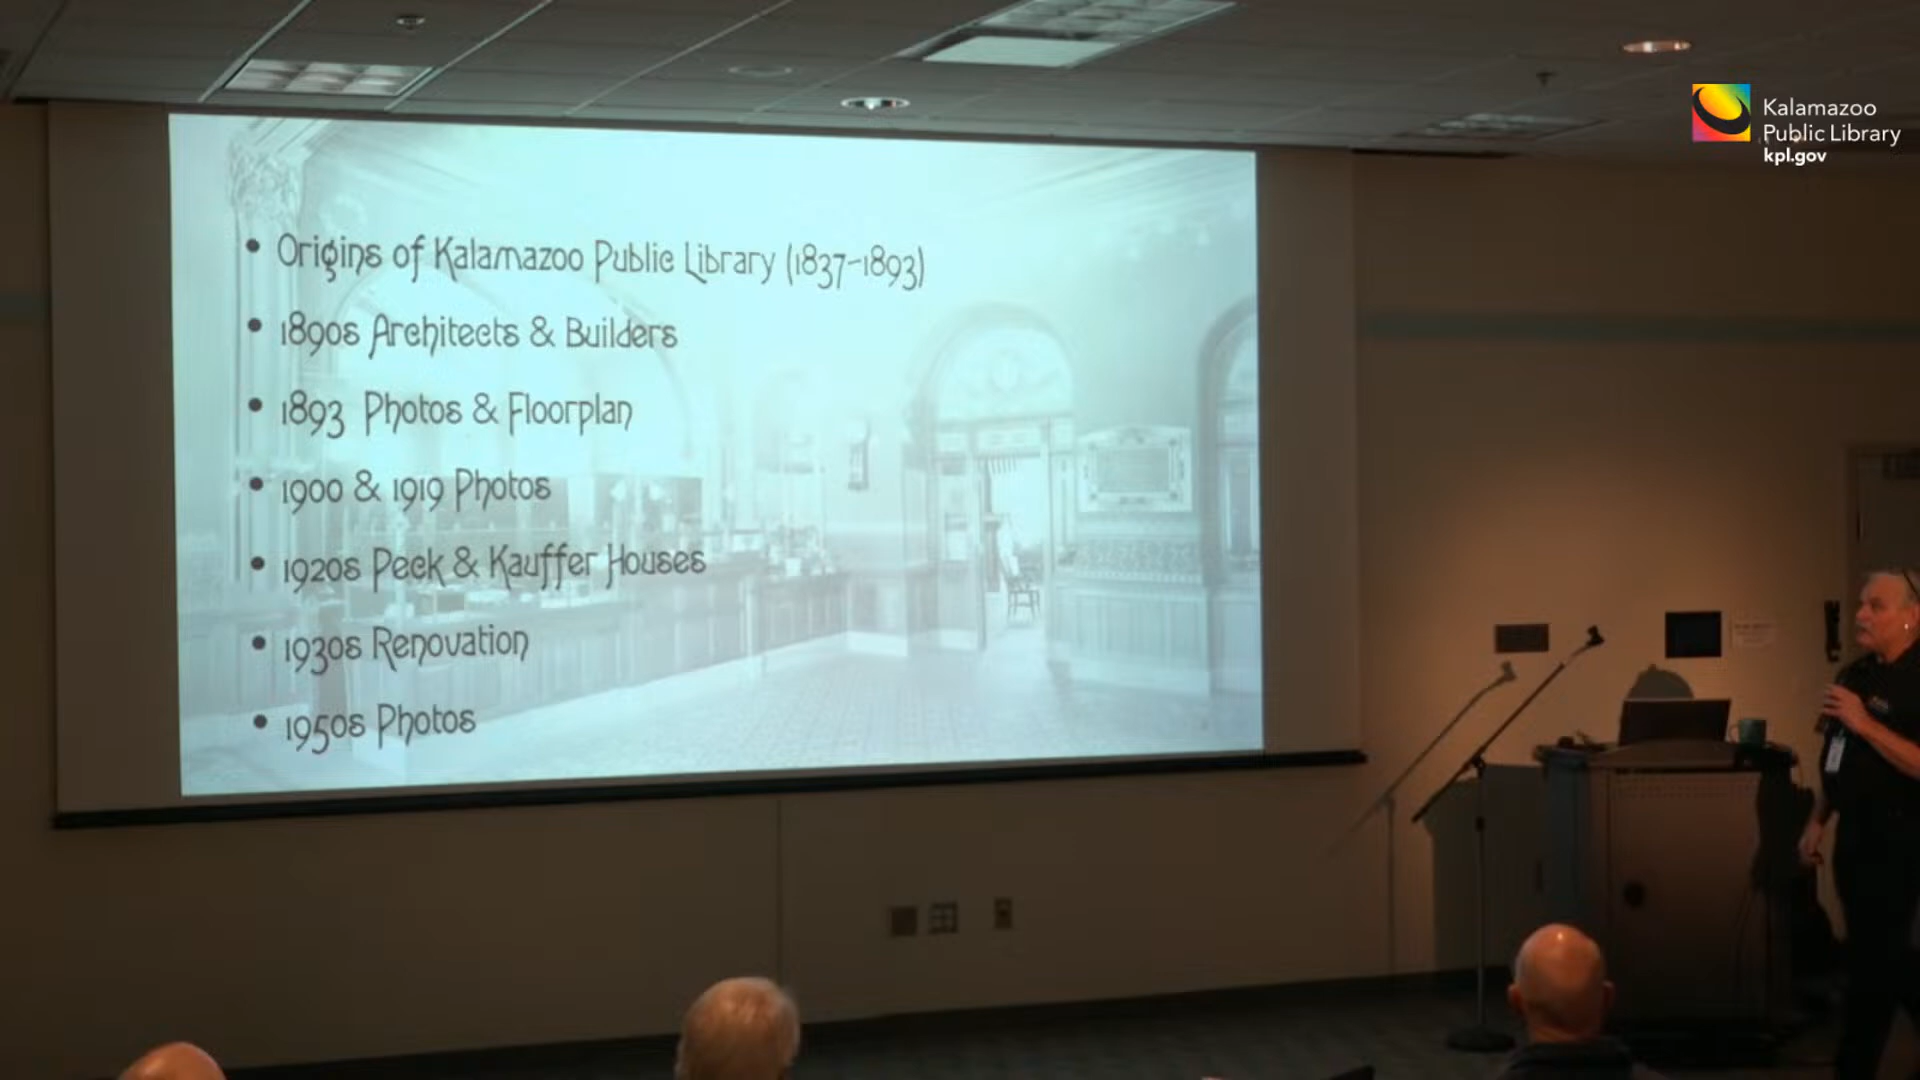 Kalamazoo
Public Library
kpl.gov
• Origins of Kalamazoo Public Library (1837-1893)
• 1890s Architects & Builders
• 1893 Photos & Floorplan
• 1900 & 1919 Photos
• 1920s Peck & Kauffer Houses
• 1930s Renovation
• 1950s Photos